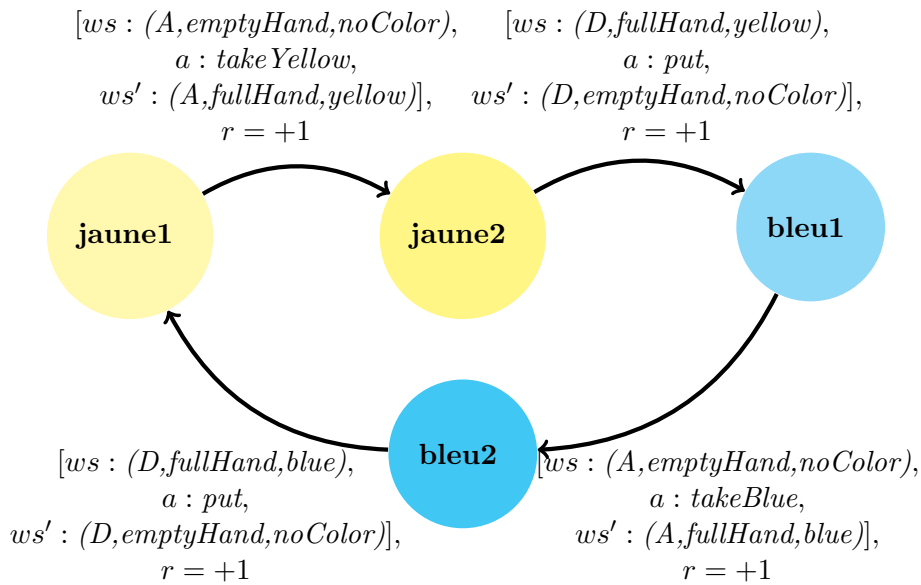 [ws : (A,emptyHand,noColor),
a : takeYellow,
ws′ : (A,fullHand,yellow)],
r = +1
[ws : (D,fullHand,yellow),
a : put,
ws′ : (D,emptyHand,noColor)],
r = +1
jaune1
jaune2
bleu1
bleu2
[ws : (D,fullHand,blue),
a : put,
ws′ : (D,emptyHand,noColor)],
r = +1
[ws : (A,emptyHand,noColor),
a : takeBlue,
ws′ : (A,fullHand,blue)],
r = +1